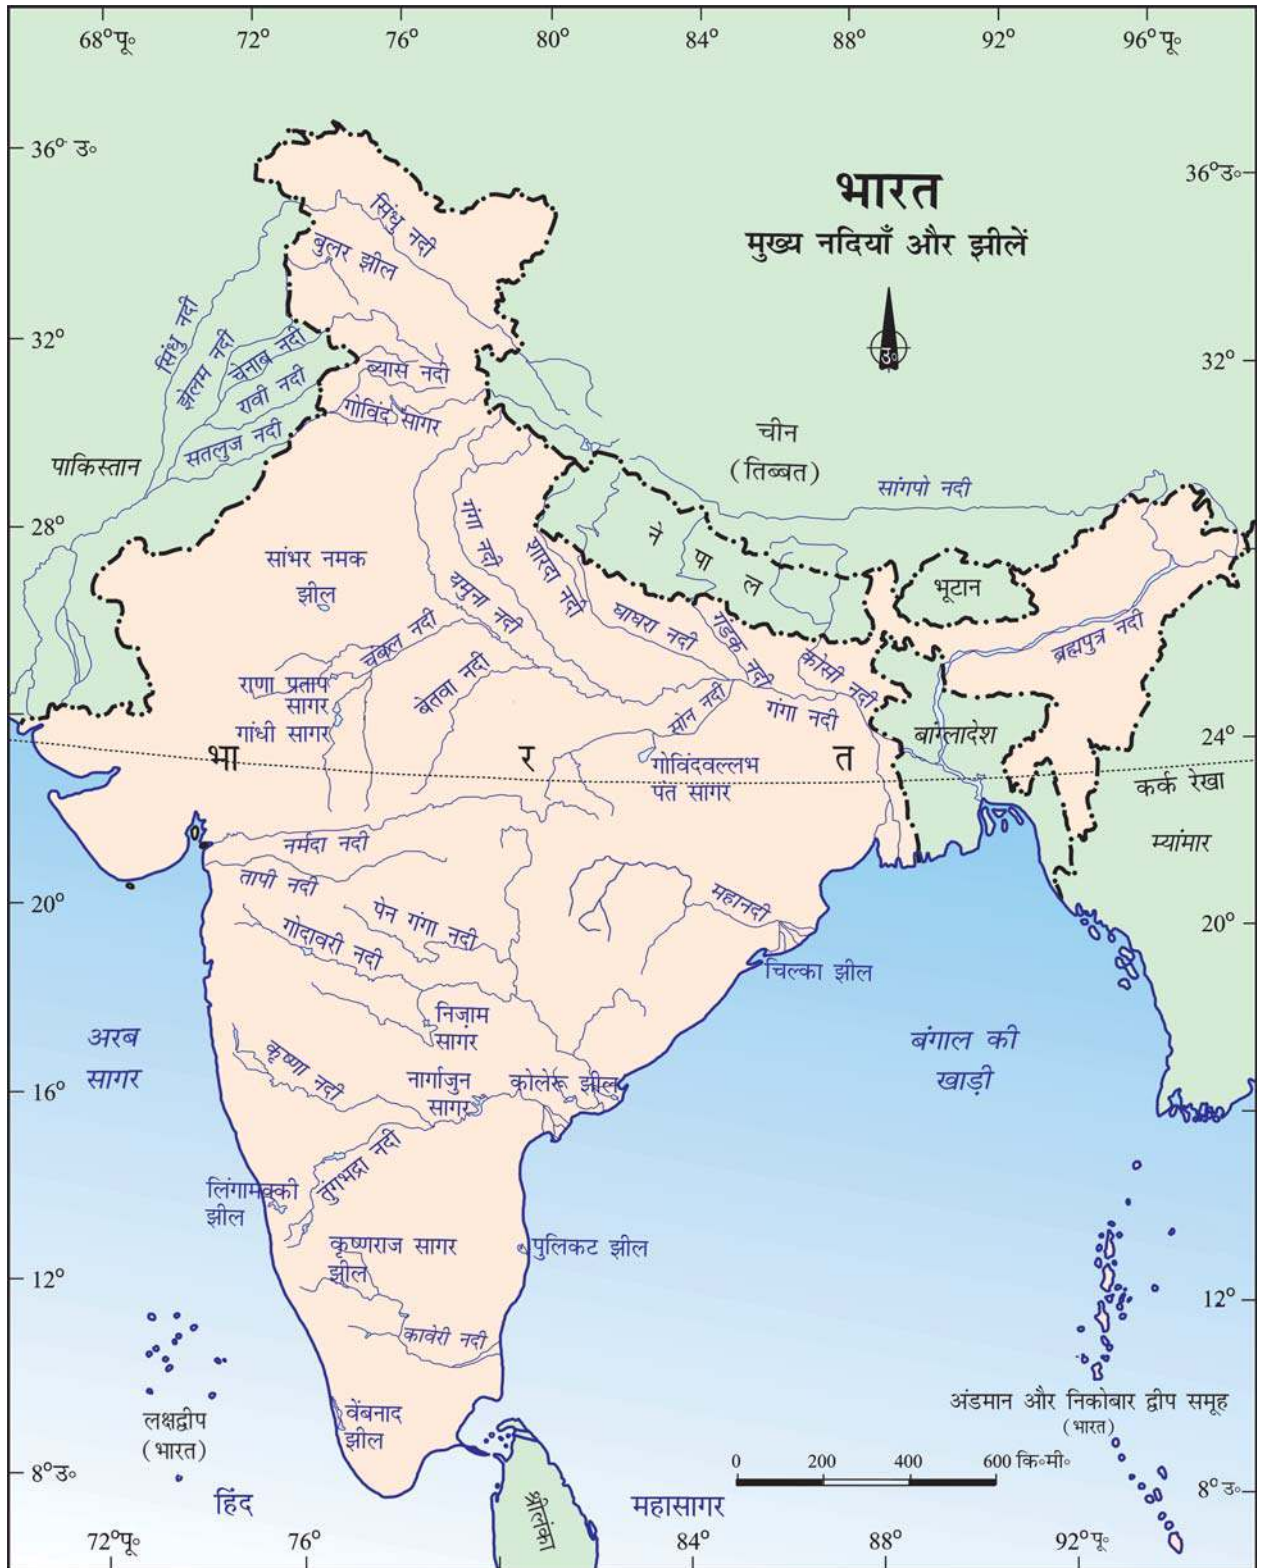 68°पू॰ 72° 76° 80° 84° 88° 92° 96°पू॰
36° उ॰
36°उ॰
भारत
मुख्य नदियाँ और झीलें
सिंधु नदी
बुलर झील
उ॰
32°
32°
सिंधु नदी
झेलम नदी
चेनाब नदी
रावी नदी
सतलुज नदी
ब्यास नदी
गोविंद सागर
पाकिस्तान
चीन
(तिब्बत)
सांगपो नदी
28°
28°
सांभर नमक
झील
गंगा नदी
यमुना नदी
शारदा नदी
नेपाल
भूटान
घाघरा नदी
गंडक नदी
कोसी नदी
ब्रह्मपुत्र नदी
चंबल नदी
बेतवा नदी
राणा प्रताप
सागर
गांधी सागर
सोन नदी
गंगा नदी
बांग्लादेश
24°
भारत
गोविंदवल्लभ
पंत सागर
कर्क रेखा
म्यांमार
नर्मदा नदी
तापी नदी
पेन गंगा नदी
महानदी
20°
20°
गोदावरी नदी
चिल्का झील
निज़ाम
सागर
अरब
सागर
बंगाल की
खाड़ी
कृष्णा नदी
नार्गाजुन
सागर
कोलेरू झील
16°
तुंगभद्रा नदी
लिंगामक्की
झील
कृष्णराज सागर
झील
पुलिकट झील
12°
12°
कावेरी नदी
वेंबनाद
झील
लक्षद्वीप
(भारत)
अंडमान और निकोबार द्वीप समूह
(भारत)
0 200 400 600 कि॰मी॰
8°उ॰
8°उ॰
हिंद
महासागर
श्रीलंका
72°पू॰ 76° 84° 88° 92°पू॰